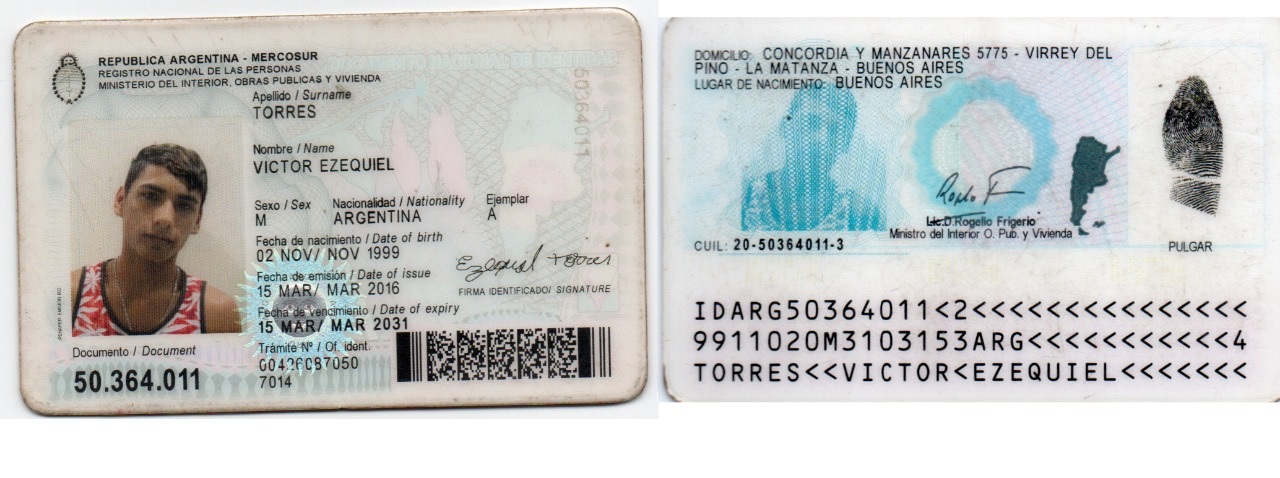 REPUBLICA ARGENTINA - MERCOSUR
REGISTRO NACIONAL DE LAS PERSONAS
MINISTERIO DEL INTERIOR, OBRAS PUBLICAS Y VIVIENDA
Apellido / Surname
TORRES
Nombre / Name
VICTOR EZEQUIEL
Sexo / Sex Nacionalidad / Nationality Ejemplar
M ARGENTINA A
Fecha de nacimiento / Date of birth
02 NOV/ NOV 1999
Fecha de emisión / Date of issue
15 MAR/ MAR 2016
Ezequiel Torres
FIRMA IDENTIFICADO/ SIGNATURE
Fecha de vencimiento / Date of expiry
15 MAR/ MAR 2031
Trámite Nº / Of. ident.
00426087050
7014
Documento / Document
50.364.011
50364011
DOMICILIO: CONCORDIA Y MANZANARES 5775 - VIRREY DEL
PINO - LA MATANZA - BUENOS AIRES
LUGAR DE NACIMIENTO: BUENOS AIRES
Lic.D.Rogelio Frigerio
Ministro del Interior O. Pub. y Vivienda
CUIL: 20-50364011-3
PULGAR
IDARG50364011<2<<<<<<<<<<<<<<<
9911020M3103153ARG<<<<<<<<<<<4
TORRES<<VICTOR<EZEQUIEL<<<<<<<